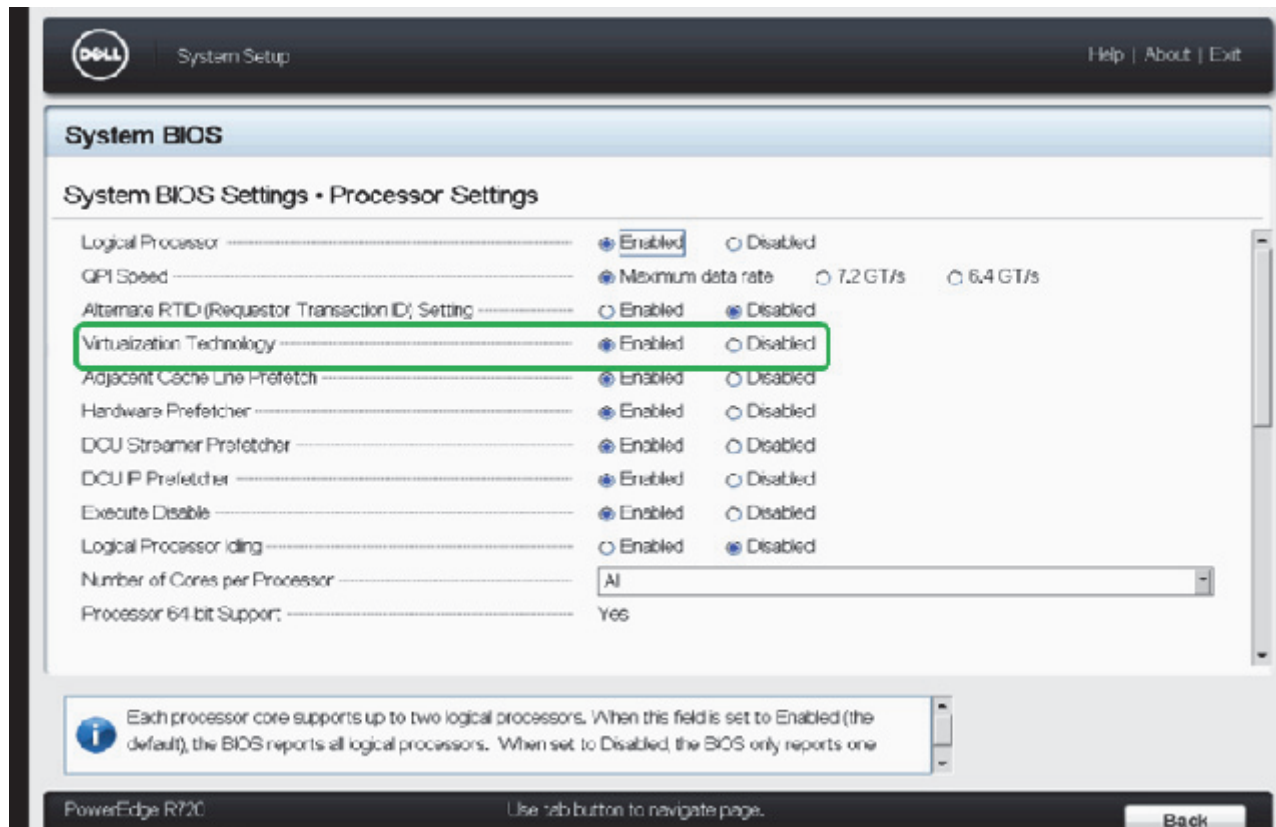 DELL System Setup Help | About | Exit
System BIOS
System BIOS Settings • Processor Settings
Logical Processor Enabled Disabled
QPI Speed Maximum data rate 7.2 GT/s 6.4 GT/s
Alternate RTID (Requestor Transaction ID) Setting Enabled Disabled
Virtualization Technology Enabled Disabled
Adjacent Cache Line Prefetch Enabled Disabled
Hardware Prefetcher Enabled Disabled
DCU Streamer Prefetcher Enabled Disabled
DCU IP Prefetcher Enabled Disabled
Execute Disable Enabled Disabled
Logical Processor Idling Enabled Disabled
Number of Cores per Processor All
Processor 64-bit Support Yes
Each processor core supports up to two logical processors. When this field is set to Enabled (the
default), the BIOS reports all logical processors. When set to Disabled, the BIOS only reports one
PowerEdge R720 Use tab button to navigate page. Back